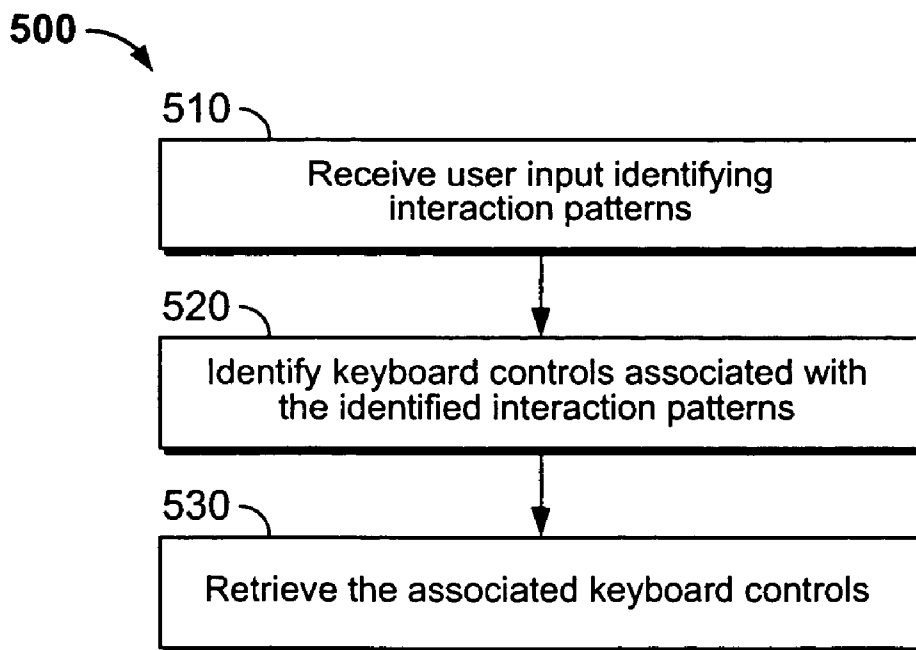 500
510
Receive user input identifying
interaction patterns
520
Identify keyboard controls associated with
the identified interaction patterns
530
Retrieve the associated keyboard controls